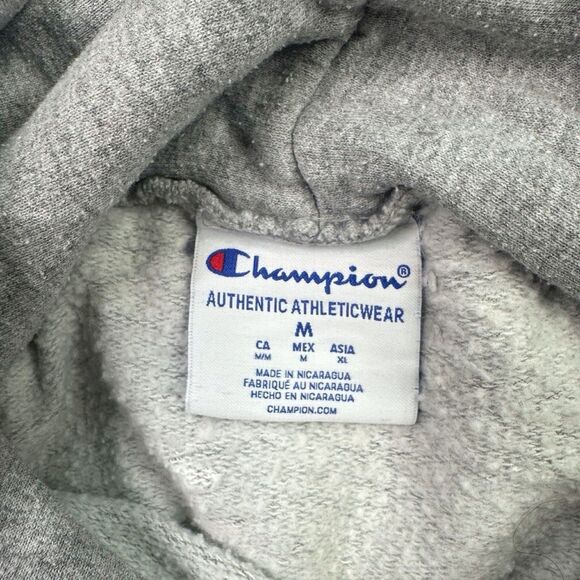 Champion®
AUTHENTIC ATHLETICWEAR
M
CA MEX ASIA
M/M M XL
MADE IN NICARAGUA
FABRIQUÉ AU NICARAGUA
HECHO EN NICARAGUA
CHAMPION.COM